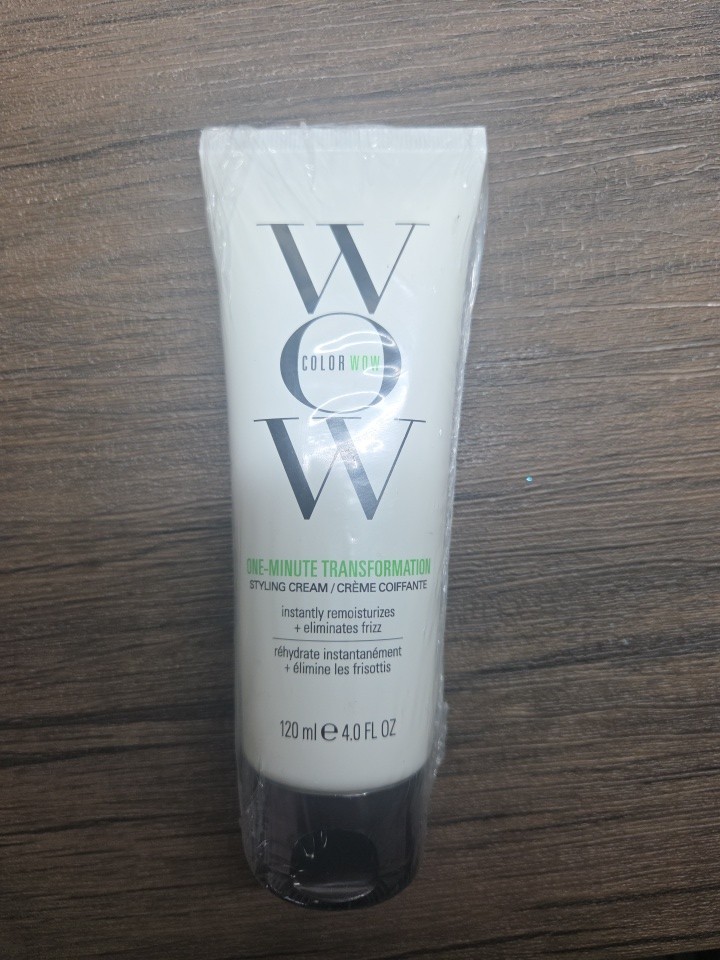 W
O
COLOR WOW
W
ONE-MINUTE TRANSFORMATION
STYLING CREAM / CRÈME COIFFANTE
instantly remoisturizes
+ eliminates frizz
réhydrate instantanément
+ élimine les frisottis
120 ml e 4.0 FL OZ